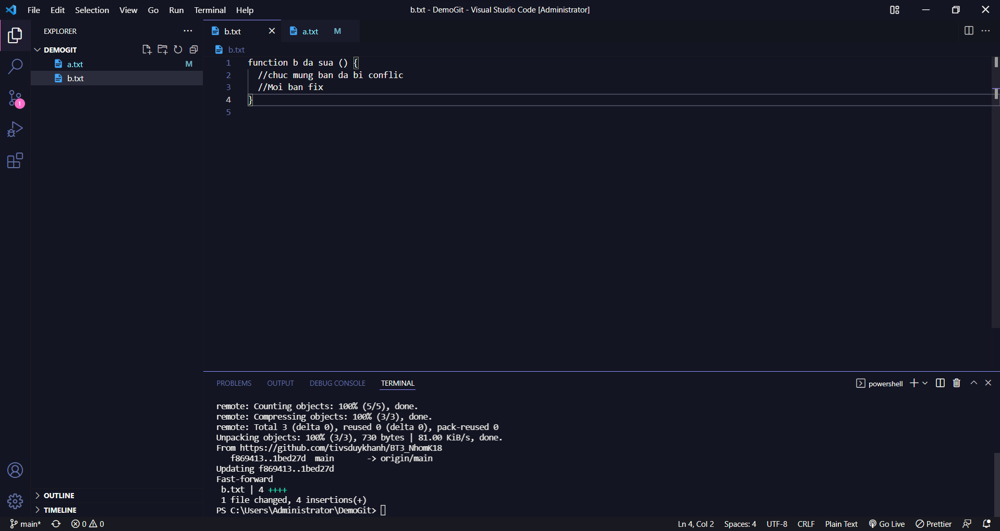 File Edit Selection View Go Run Terminal Help
b.txt - DemoGit - Visual Studio Code [Administrator]
EXPLORER
DEMOGIT
a.txt M
b.txt
OUTLINE
TIMELINE
1
b.txt
a.txt M
b.txt
1 function b da sua () {
2 //chuc mung ban da bi conflic
3 //Moi ban fix
4 }
5
PROBLEMS OUTPUT DEBUG CONSOLE TERMINAL
powershell
remote: Counting objects: 100% (5/5), done.
remote: Compressing objects: 100% (3/3), done.
remote: Total 3 (delta 0), reused 0 (delta 0), pack-reused 0
Unpacking objects: 100% (3/3), 730 bytes | 81.00 KiB/s, done.
From https://github.com/tivsduykhanh/BT3_NhomK18
f869413..1bed27d main -> origin/main
Updating f869413..1bed27d
Fast-forward
b.txt | 4 ++++
1 file changed, 4 insertions(+)
PS C:\Users\Administrator\DemoGit>
main* 0 0 Ln 4, Col 2 Spaces: 4 UTF-8 CRLF Plain Text Go Live Prettier